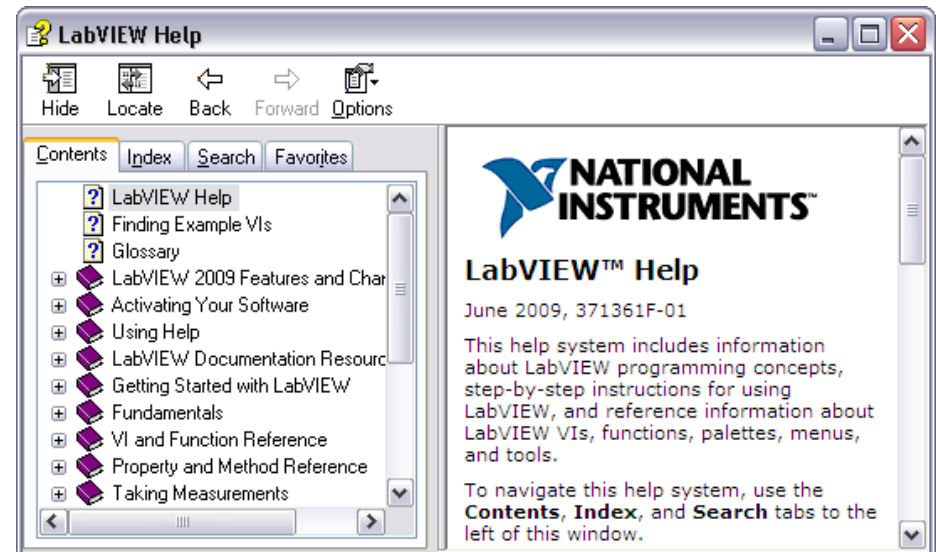 LabVIEW Help
Hide Locate Back Forward Options
Contents Index Search Favorites
LabVIEW Help
Finding Example VIs
Glossary
LabVIEW 2009 Features and Char
Activating Your Software
Using Help
LabVIEW Documentation Resourc
Getting Started with LabVIEW
Fundamentals
VI and Function Reference
Property and Method Reference
Taking Measurements
NATIONAL
INSTRUMENTS™
LabVIEW™ Help
June 2009, 371361F-01
This help system includes information
about LabVIEW programming concepts,
step-by-step instructions for using
LabVIEW, and reference information about
LabVIEW VIs, functions, palettes, menus,
and tools.
To navigate this help system, use the
Contents, Index, and Search tabs to the
left of this window.